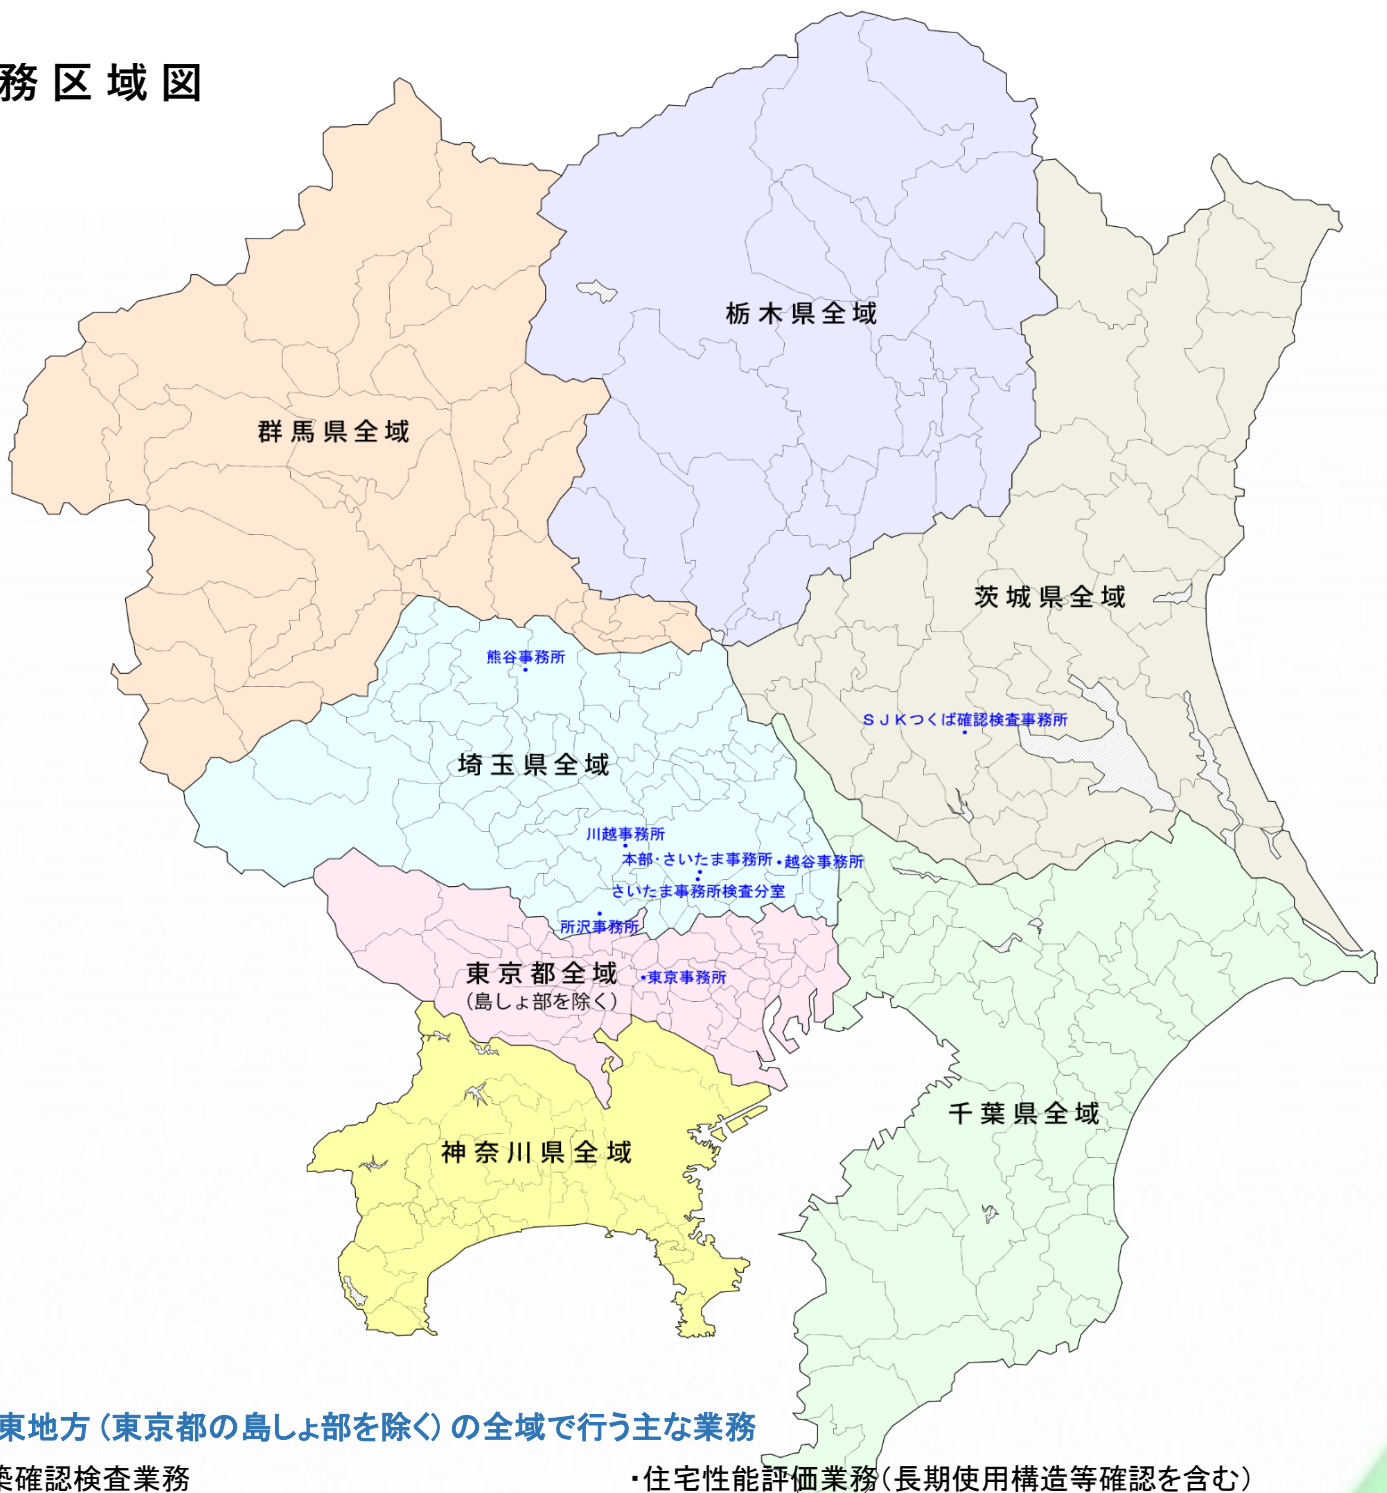 務区域図
栃木県全域
群馬県全域
茨城県全域
熊谷事務所
SJKつくば確認検査事務所
埼玉県全域
川越事務所
本部・さいたま事務所
・越谷事務所
さいたま事務所検査分室
所沢事務所
東京都全域
(島しょ部を除く)
・東京事務所
千葉県全域
神奈川県全域
東地方(東京都の島しょ部を除く)の全域で行う主な業務
築確認検査業務
・住宅性能評価業務(長期使用構造等確認を含む)